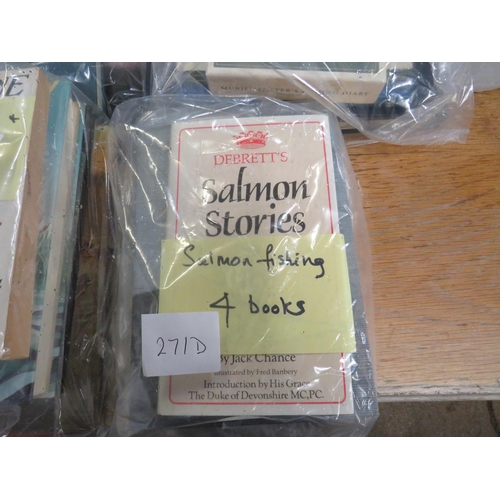 DEBRETT'S
Salmon
Stories
Salmon fishing
4 books
271D
By Jack Chance
Illustrated by Fred Banbery
Introduction by His Grace
The Duke of Devonshire MC,PC.